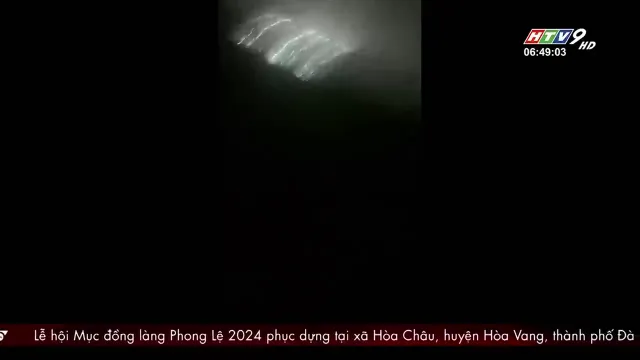 HTV9 HD
06:49:03
Lễ hội Mục đồng làng Phong Lệ 2024 phục dựng tại xã Hòa Châu, huyện Hòa Vang, thành phố Đà